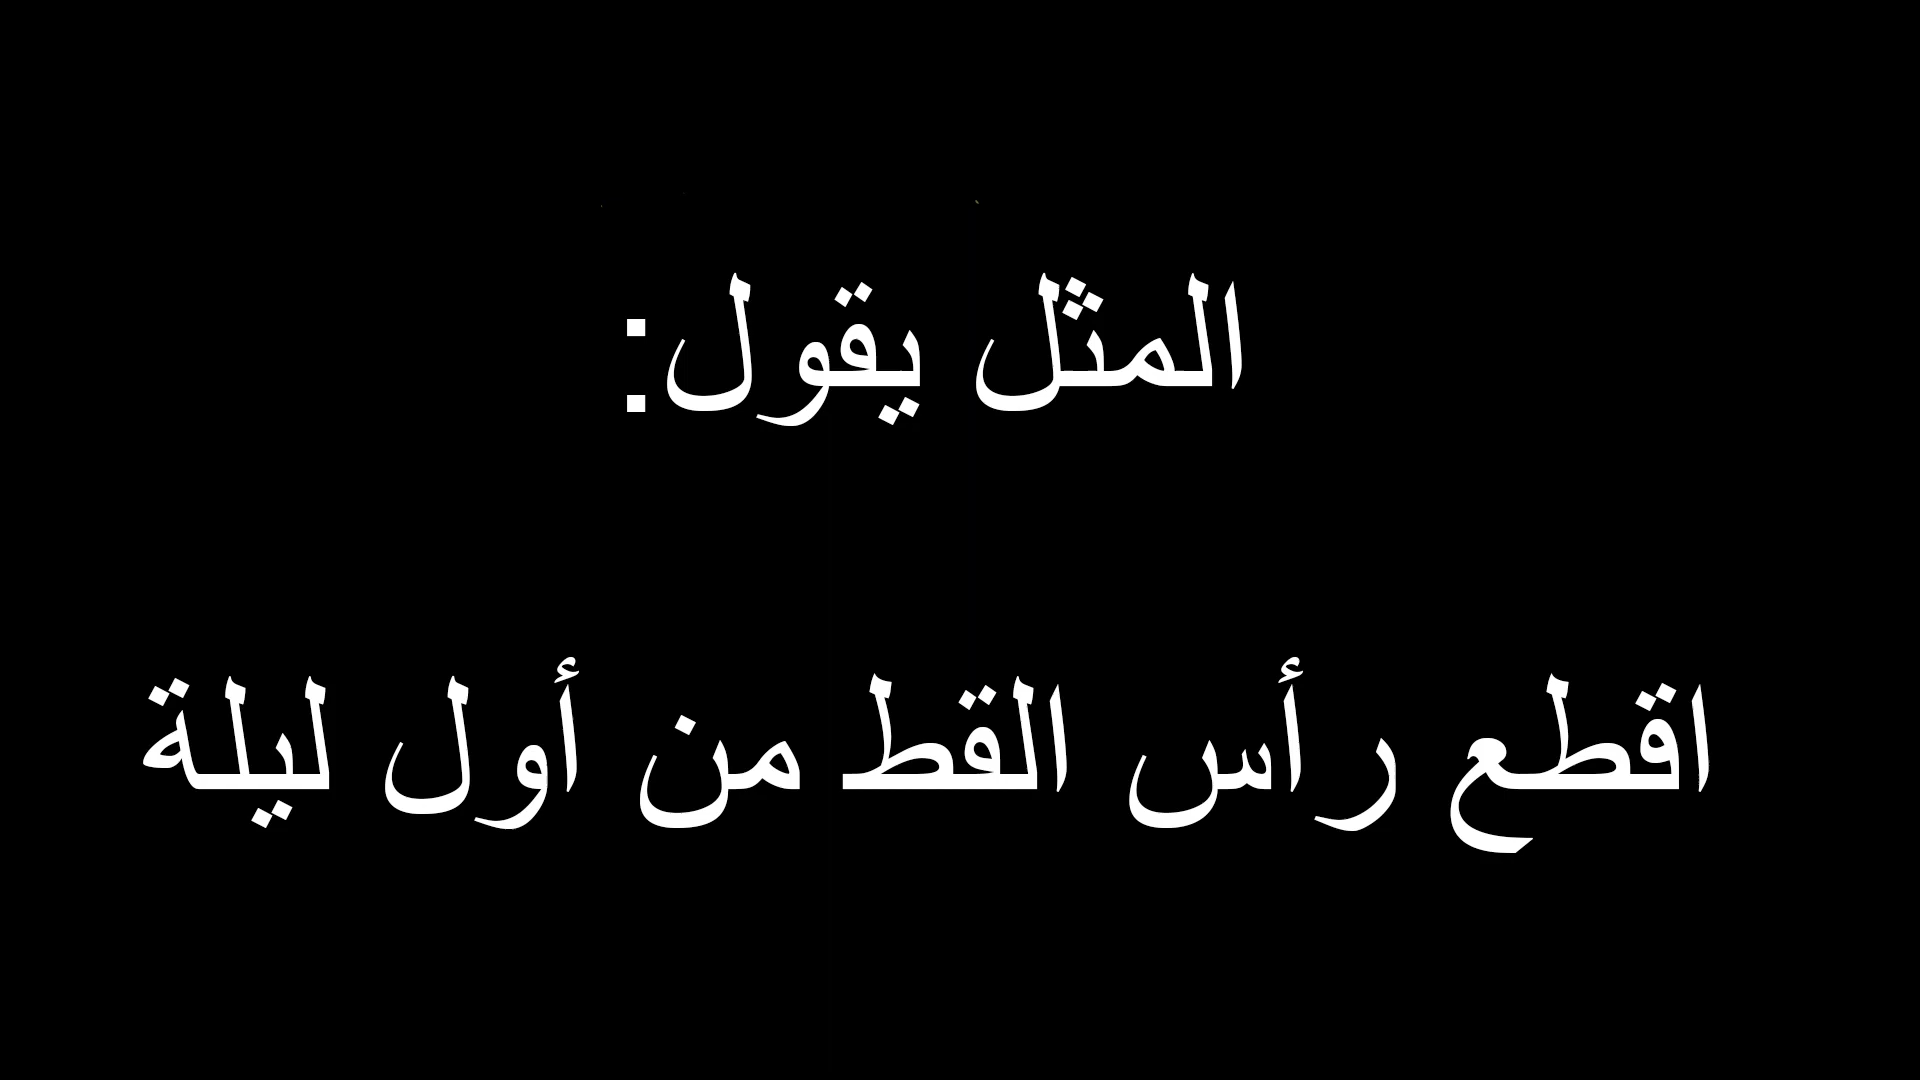 المثل يقول:
اقطع رأس القط من أول ليلة